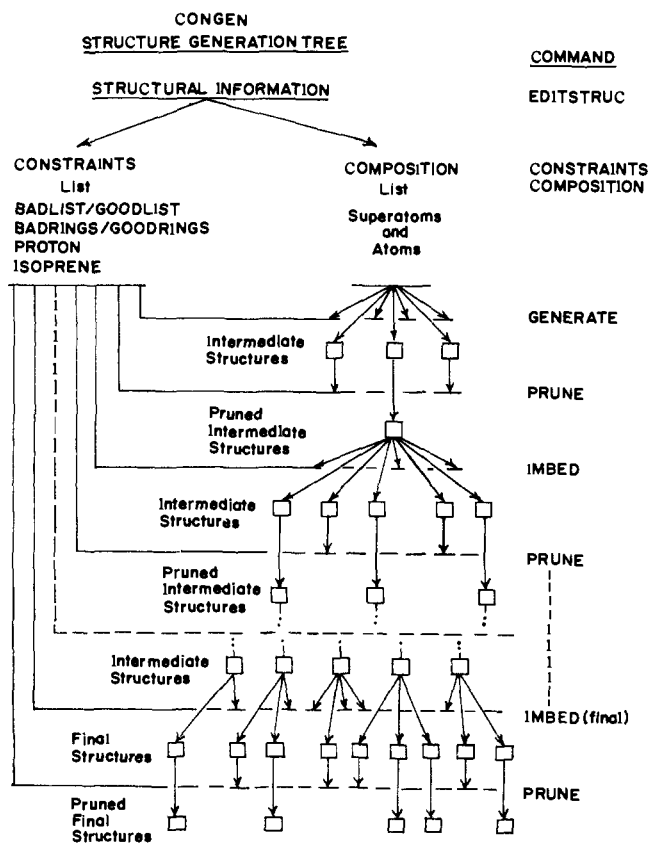 CONGEN
STRUCTURE GENERATION TREE
COMMAND
STRUCTURAL INFORMATION
EDITSTRUC
CONSTRAINTS
List
BADLIST/GOODLIST
BADRINGS/GOODRINGS
PROTON
ISOPRENE
COMPOSITION
List
Superatoms
and
Atoms
CONSTRAINTS
COMPOSITION
GENERATE
Intermediate
Structures
PRUNE
Pruned
Intermediate
Structures
IMBED
Intermediate
Structures
PRUNE
Pruned
Intermediate
Structures
Intermediate
Structures
IMBED (final)
Final
Structures
PRUNE
Pruned
Final
Structures